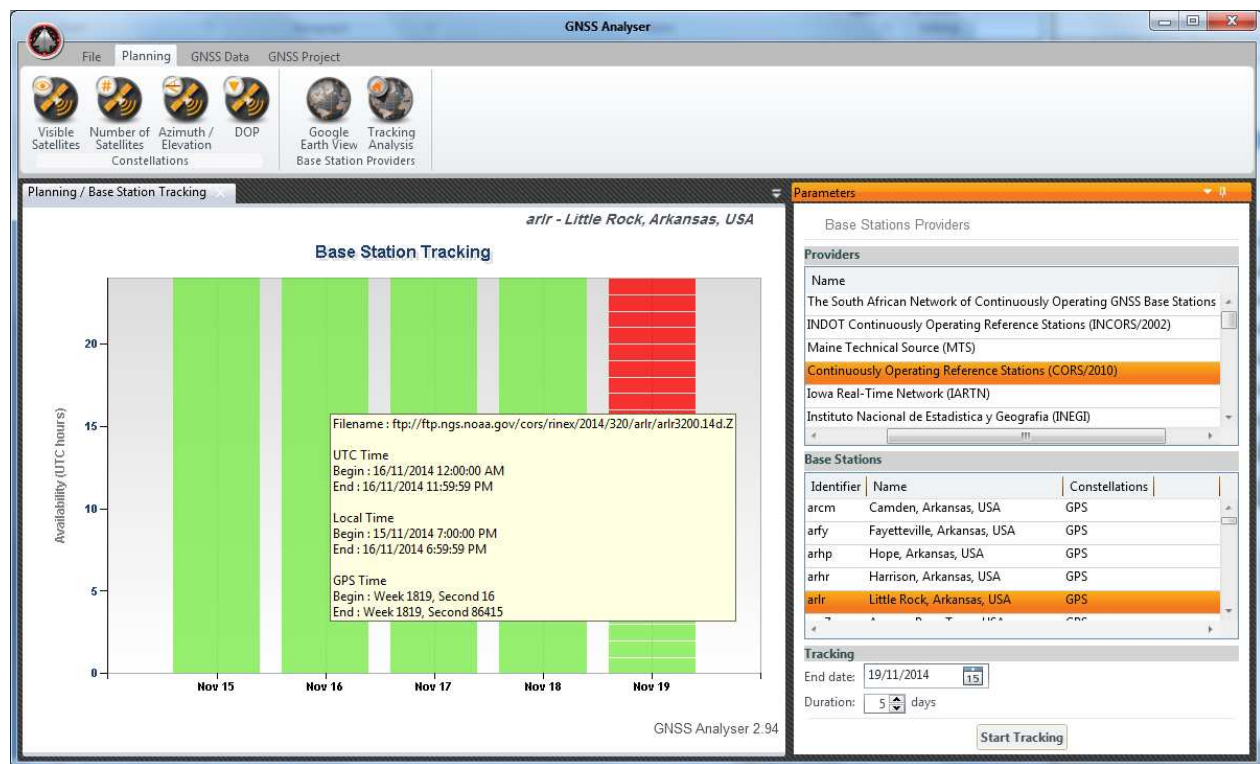 GNSS Analyser
File Planning GNSS Data GNSS Project
Visible Satellites
Number of Satellites
Azimuth / Elevation
DOP
Google Earth View
Tracking Analysis
Constellations
Base Station Providers
Planning / Base Station Tracking
arlr - Little Rock, Arkansas, USA
Base Station Tracking
Availability (UTC hours)
20
15
10
5
0
Filename : ftp://ftp.ngs.noaa.gov/cors/rinex/2014/320/arlr/arlr3200.14d.Z
UTC Time
Begin : 16/11/2014 12:00:00 AM
End : 16/11/2014 11:59:59 PM
Local Time
Begin : 15/11/2014 7:00:00 PM
End : 16/11/2014 6:59:59 PM
GPS Time
Begin : Week 1819, Second 16
End : Week 1819, Second 86415
Nov 15 Nov 16 Nov 17 Nov 18 Nov 19
GNSS Analyser 2.94
Parameters
Base Stations Providers
Providers
Name
The South African Network of Continuously Operating GNSS Base Stations
INDOT Continuously Operating Reference Stations (INCORS/2002)
Maine Technical Source (MTS)
Continuously Operating Reference Stations (CORS/2010)
Iowa Real-Time Network (IARTN)
Instituto Nacional de Estadistica y Geografia (INEGI)
Base Stations
Identifier Name Constellations
arcm Camden, Arkansas, USA GPS
arfy Fayetteville, Arkansas, USA GPS
arhp Hope, Arkansas, USA GPS
arhr Harrison, Arkansas, USA GPS
arlr Little Rock, Arkansas, USA GPS
Tracking
End date: 19/11/2014 15
Duration: 5 days
Start Tracking